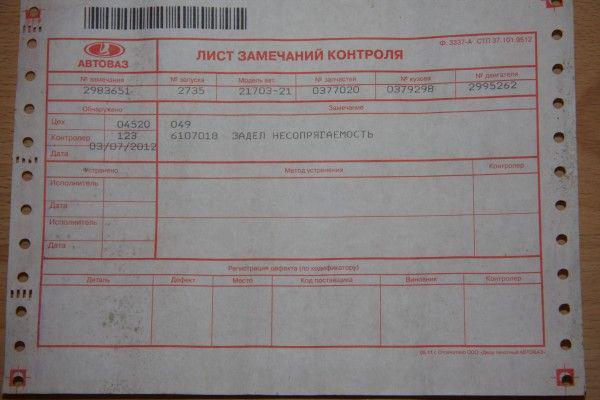 Ф. 3337-А СТП 37.101.9512
АВТОВАЗ
ЛИСТ ЗАМЕЧАНИЙ КОНТРОЛЯ
№ замечания № запуска Модель авт. № запчастей № кузова № двигателя
2983651 2735 21703-21 0377020 0379298 2995262
Обнаружено Замечание
Цех 04520 049
Контролер 123 6107018 ЗАДЕЛ НЕСОПРЯГАЕМОСТЬ
Дата 03/07/2012
Устранено Метод устранения Контролер
Исполнитель
Дата
Исполнитель
Дата
Регистрация дефекта (по кодификатору)
Деталь Дефект Место Код поставщика Виновник Контролер